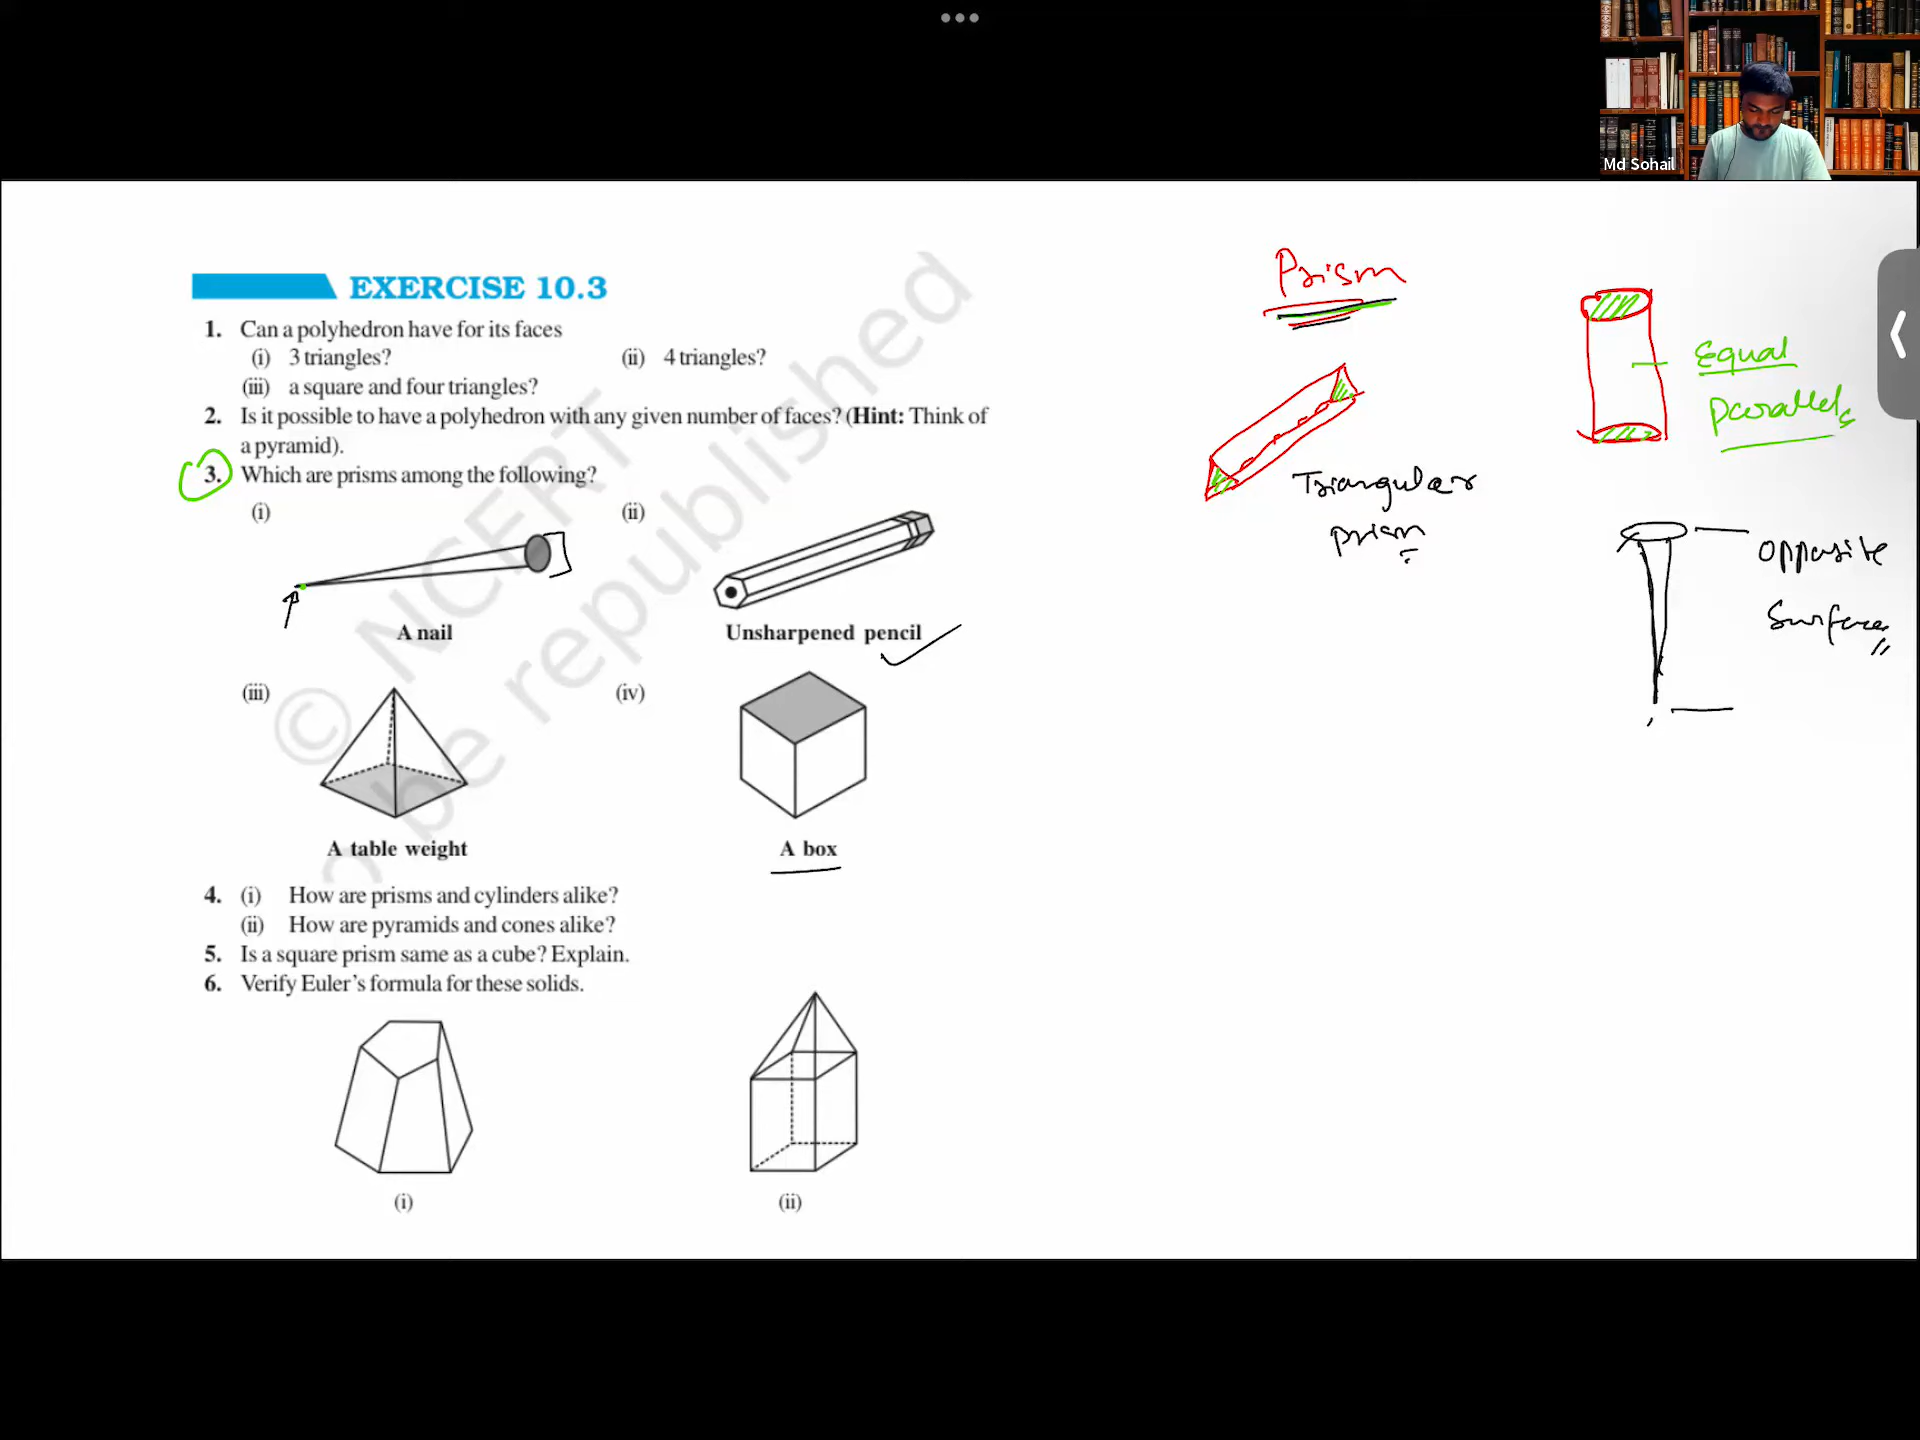 Md Sohail
EXERCISE 10.3
1. Can a polyhedron have for its faces
(i) 3 triangles? (ii) 4 triangles?
(iii) a square and four triangles?
2. Is it possible to have a polyhedron with any given number of faces? (Hint: Think of
a pyramid).
3. Which are prisms among the following?
(i) (ii)
A nail Unsharpened pencil
(iii) (iv)
A table weight A box
4. (i) How are prisms and cylinders alike?
(ii) How are pyramids and cones alike?
5. Is a square prism same as a cube? Explain.
6. Verify Euler's formula for these solids.
(i) (ii)
© NCERT
be republished
Prism
Equal
Parallel
Triangular
prism
Opposite
Surface